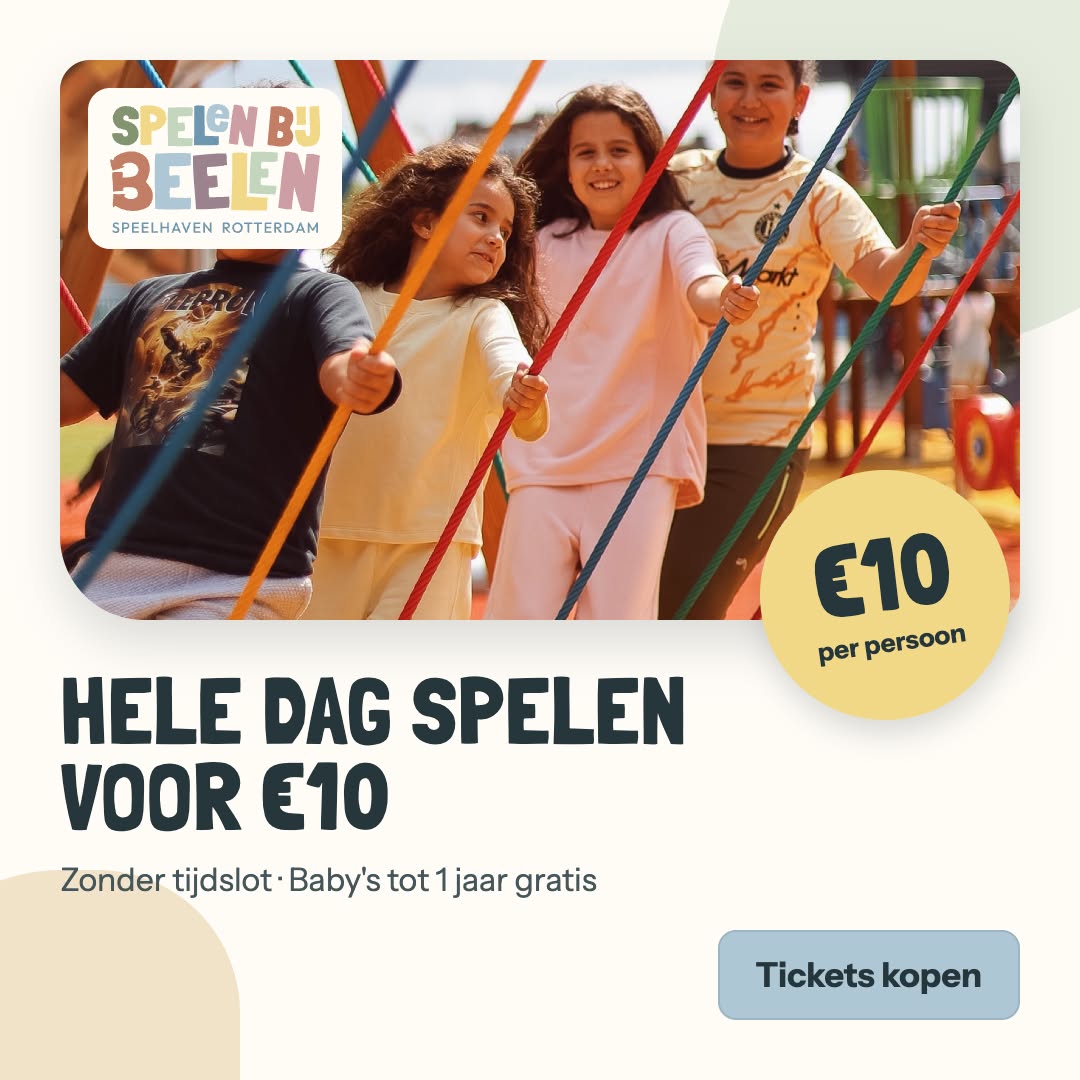 SPELEN BIJ
BEELEN
SPEELHAVEN ROTTERDAM
€10
per persoon
HELE DAG SPELEN
VOOR €10
Zonder tijdslot · Baby's tot 1 jaar gratis
Tickets kopen